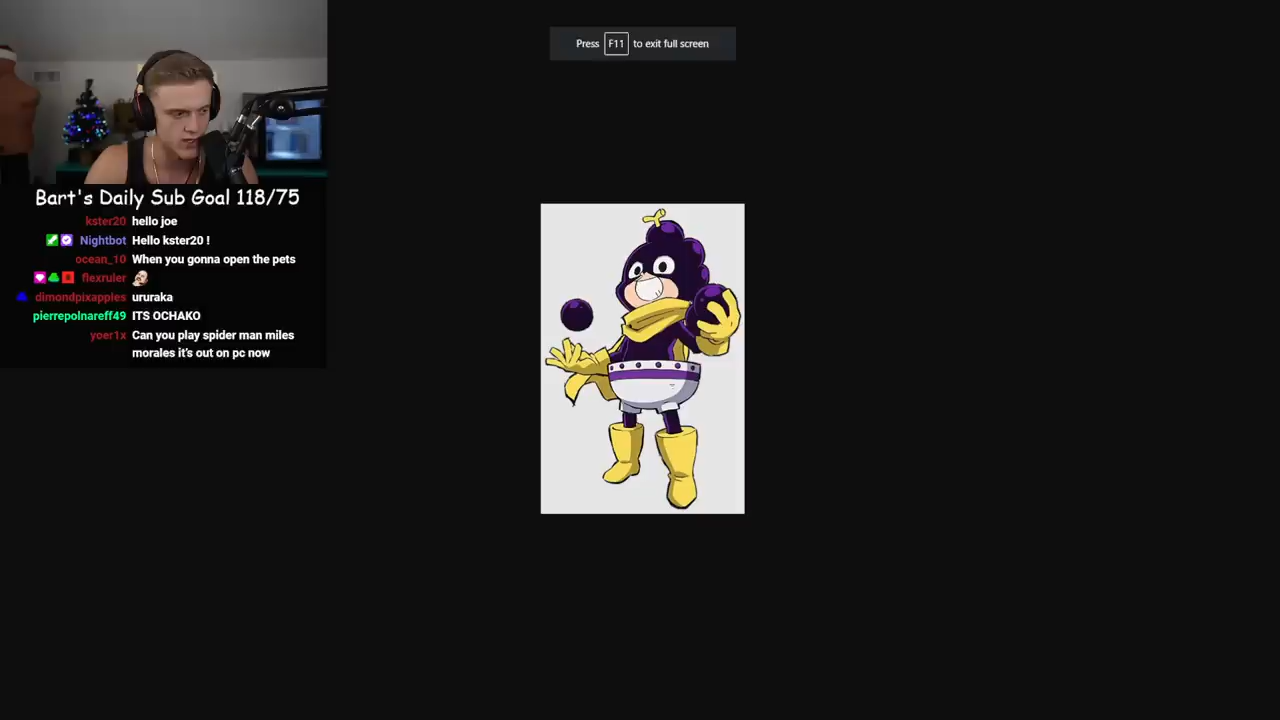 Press F11 to exit full screen
Bart's Daily Sub Goal 118/75
kster20 hello joe
Nightbot Hello kster20 !
ocean_10 When you gonna open the pets
flexruler
dimondpixapples ururaka
pierrepolnareff49 ITS OCHAKO
yoer1x Can you play spider man miles
morales it's out on pc now